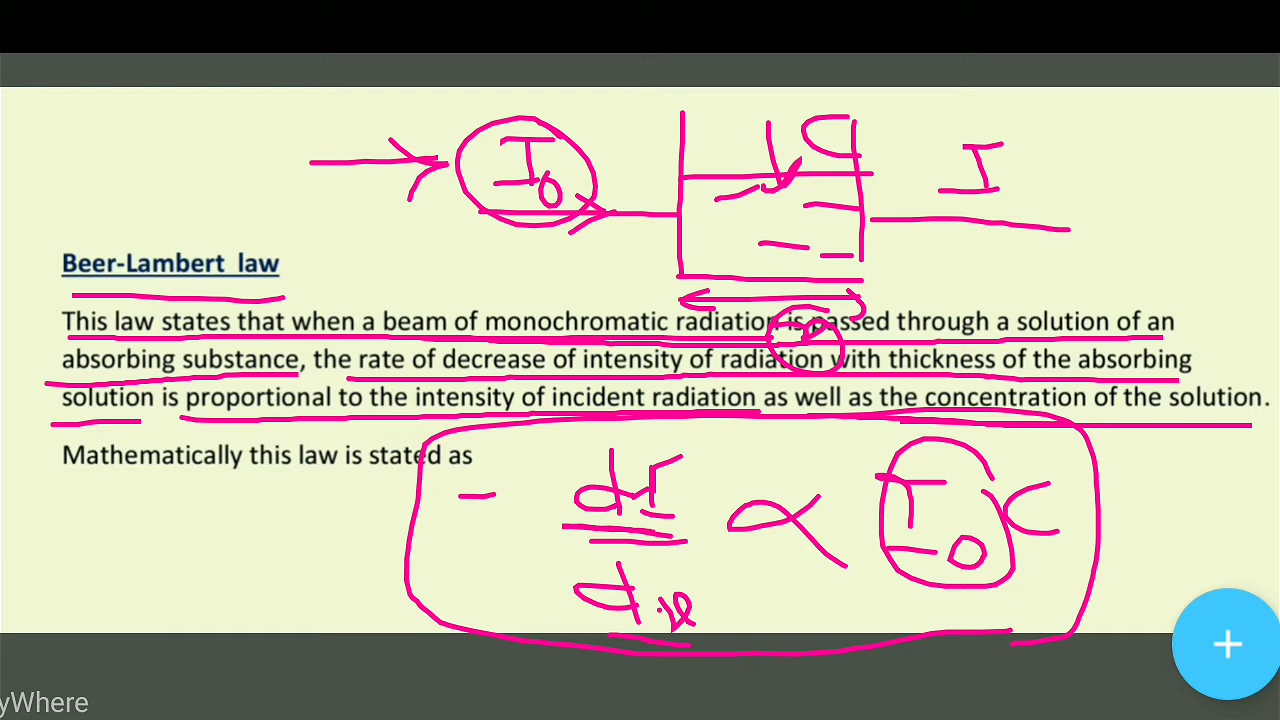 I₀ C I
Beer-Lambert law
This law states that when a beam of monochromatic radiation is passed through a solution of an
absorbing substance, the rate of decrease of intensity of radiation with thickness of the absorbing
solution is proportional to the intensity of incident radiation as well as the concentration of the solution.
Mathematically this law is stated as
- dI/dx ∝ I₀ C
yWhere